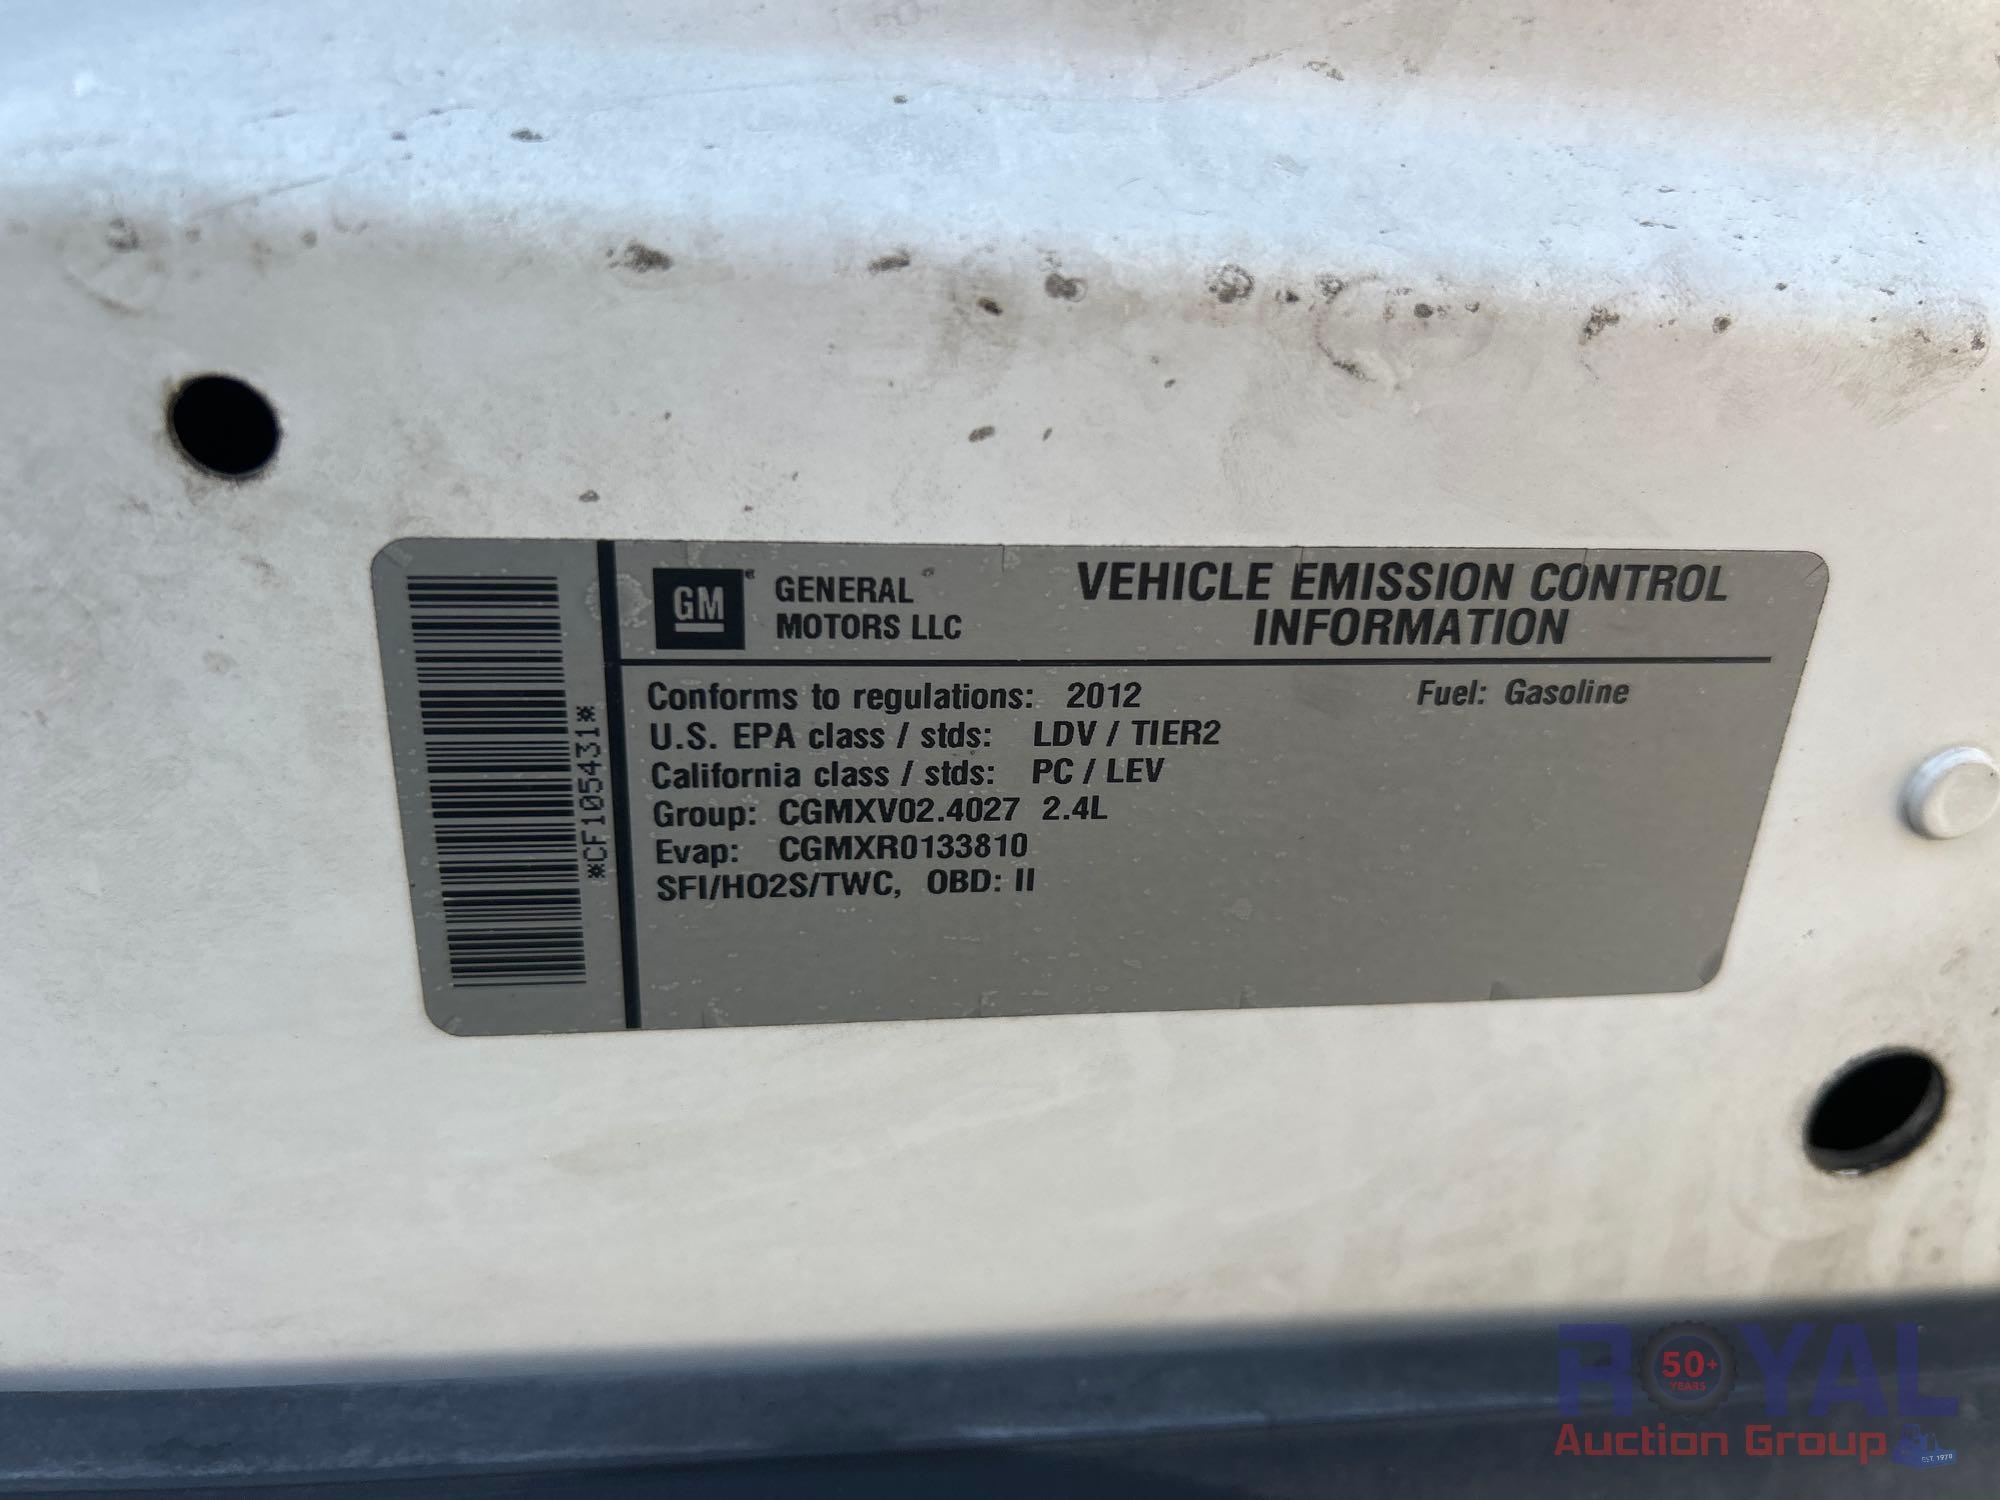 *CF105431*
GM
GENERAL
MOTORS LLC
VEHICLE EMISSION CONTROL
INFORMATION
Conforms to regulations: 2012
Fuel: Gasoline
U.S. EPA class / stds: LDV / TIER2
California class / stds: PC / LEV
Group: CGMXV02.4027 2.4L
Evap: CGMXR0133810
SFI/HO2S/TWC, OBD: II
ROYAL
50+
YEARS
Auction Group
EST. 1970